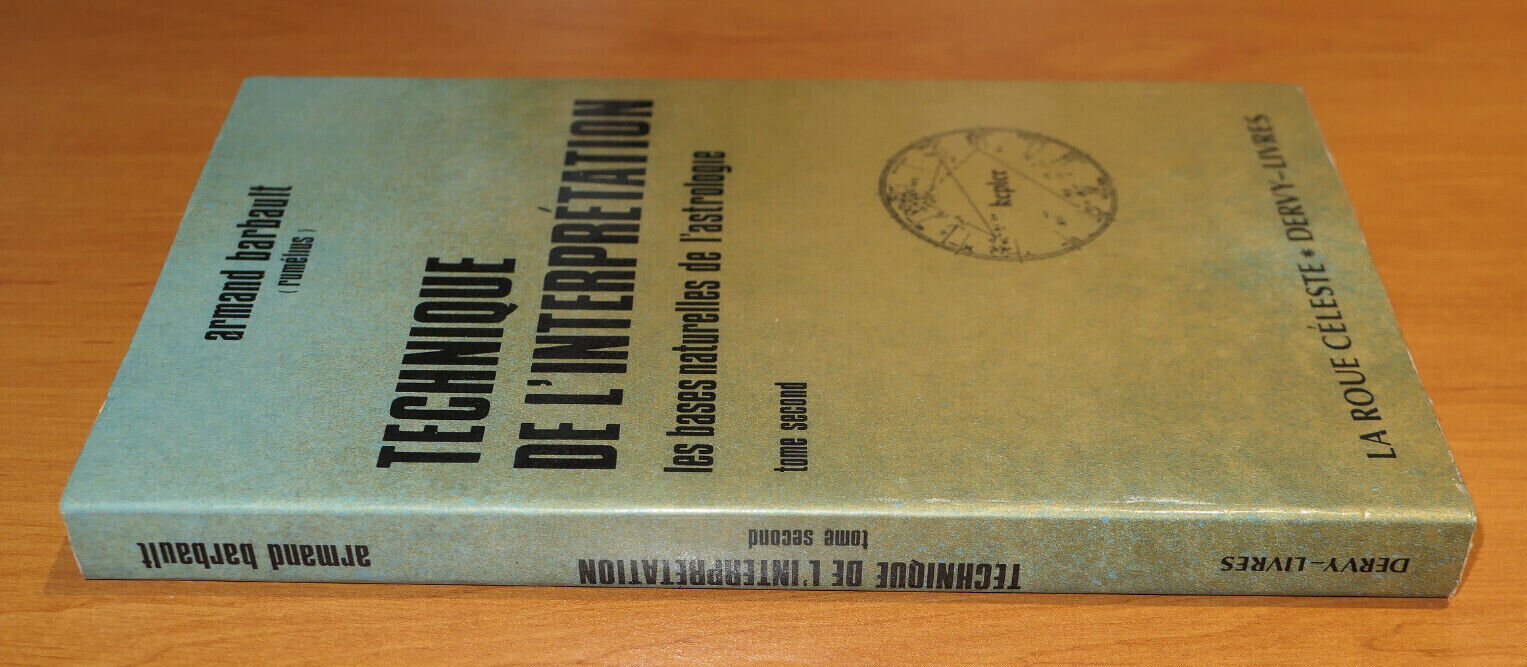 armand barbault
( rumélius )
TECHNIQUE
DE L'INTERPRÉTATION
les bases naturelles de l'astrologie
tome second
kepler
LA ROUE CÉLESTE * DERVY-LIVRES
armand barbault
TECHNIQUE DE L'INTERPRÉTATION
tome second
DERVY-LIVRES